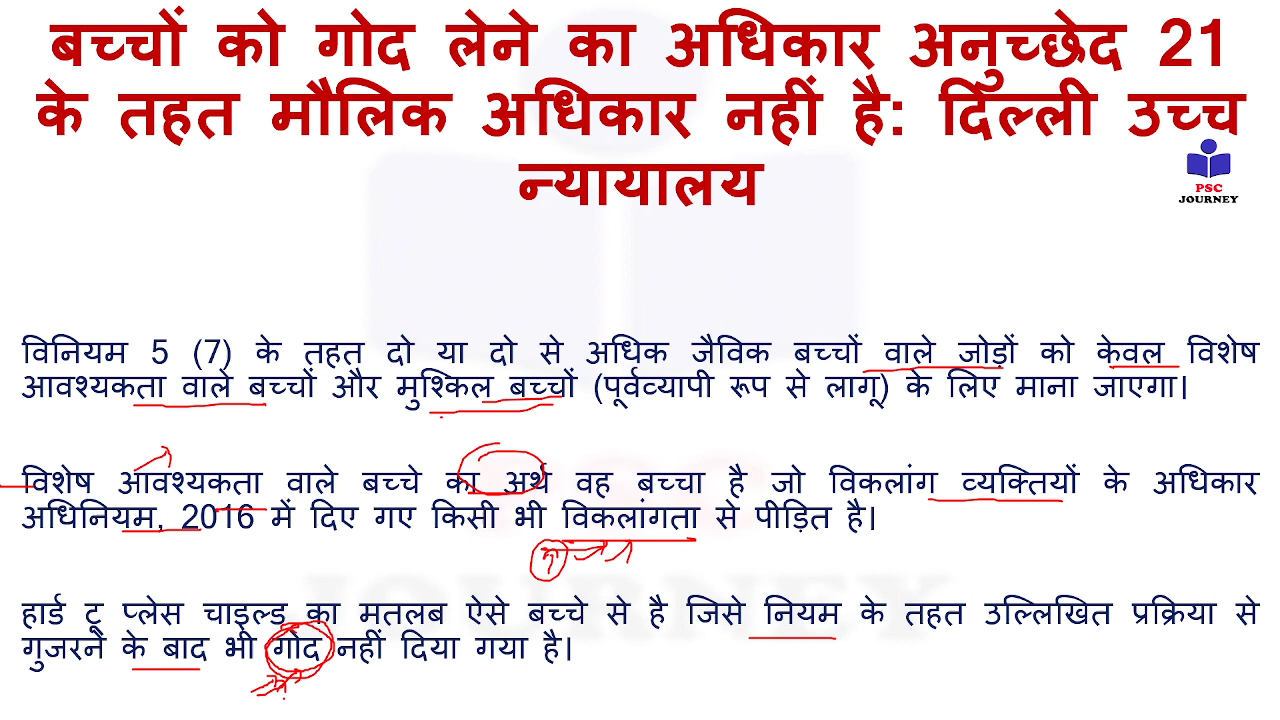 बच्चों को गोद लेने का अधिकार अनुच्छेद 21
के तहत मौलिक अधिकार नहीं है: दिल्ली उच्च
न्यायालय
PSC
JOURNEY
विनियम 5 (7) के तहत दो या दो से अधिक जैविक बच्चों वाले जोड़ों को केवल विशेष
आवश्यकता वाले बच्चों और मुश्किल बच्चों (पूर्वव्यापी रूप से लागू) के लिए माना जाएगा।
विशेष आवश्यकता वाले बच्चे का अर्थ वह बच्चा है जो विकलांग व्यक्तियों के अधिकार
अधिनियम, 2016 में दिए गए किसी भी विकलांगता से पीड़ित है।
हार्ड टू प्लेस चाइल्ड का मतलब ऐसे बच्चे से है जिसे नियम के तहत उल्लिखित प्रक्रिया से
गुजरने के बाद भी गोद नहीं दिया गया है।
JOURNEY